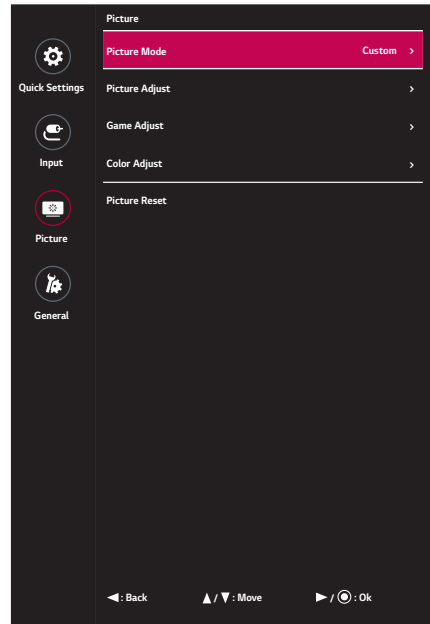 Picture
Picture Mode Custom >
Quick Settings
Picture Adjust >
Game Adjust >
Input
Color Adjust >
Picture Reset
Picture
General
◀: Back ▲ / ▼ : Move ▶ / ◉ : Ok